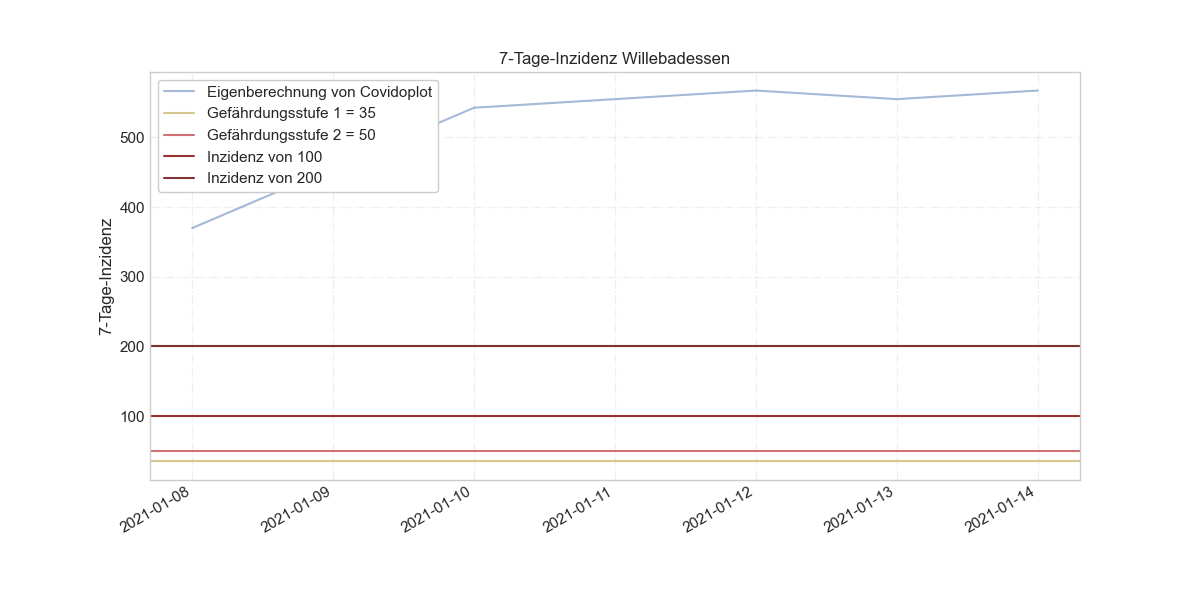 7-Tage-Inzidenz Willebadessen
Eigenberechnung von Covidoplot
Gefährdungsstufe 1 = 35
Gefährdungsstufe 2 = 50
Inzidenz von 100
Inzidenz von 200
7-Tage-Inzidenz
500
400
300
200
100
2021-01-08
2021-01-09
2021-01-10
2021-01-11
2021-01-12
2021-01-13
2021-01-14